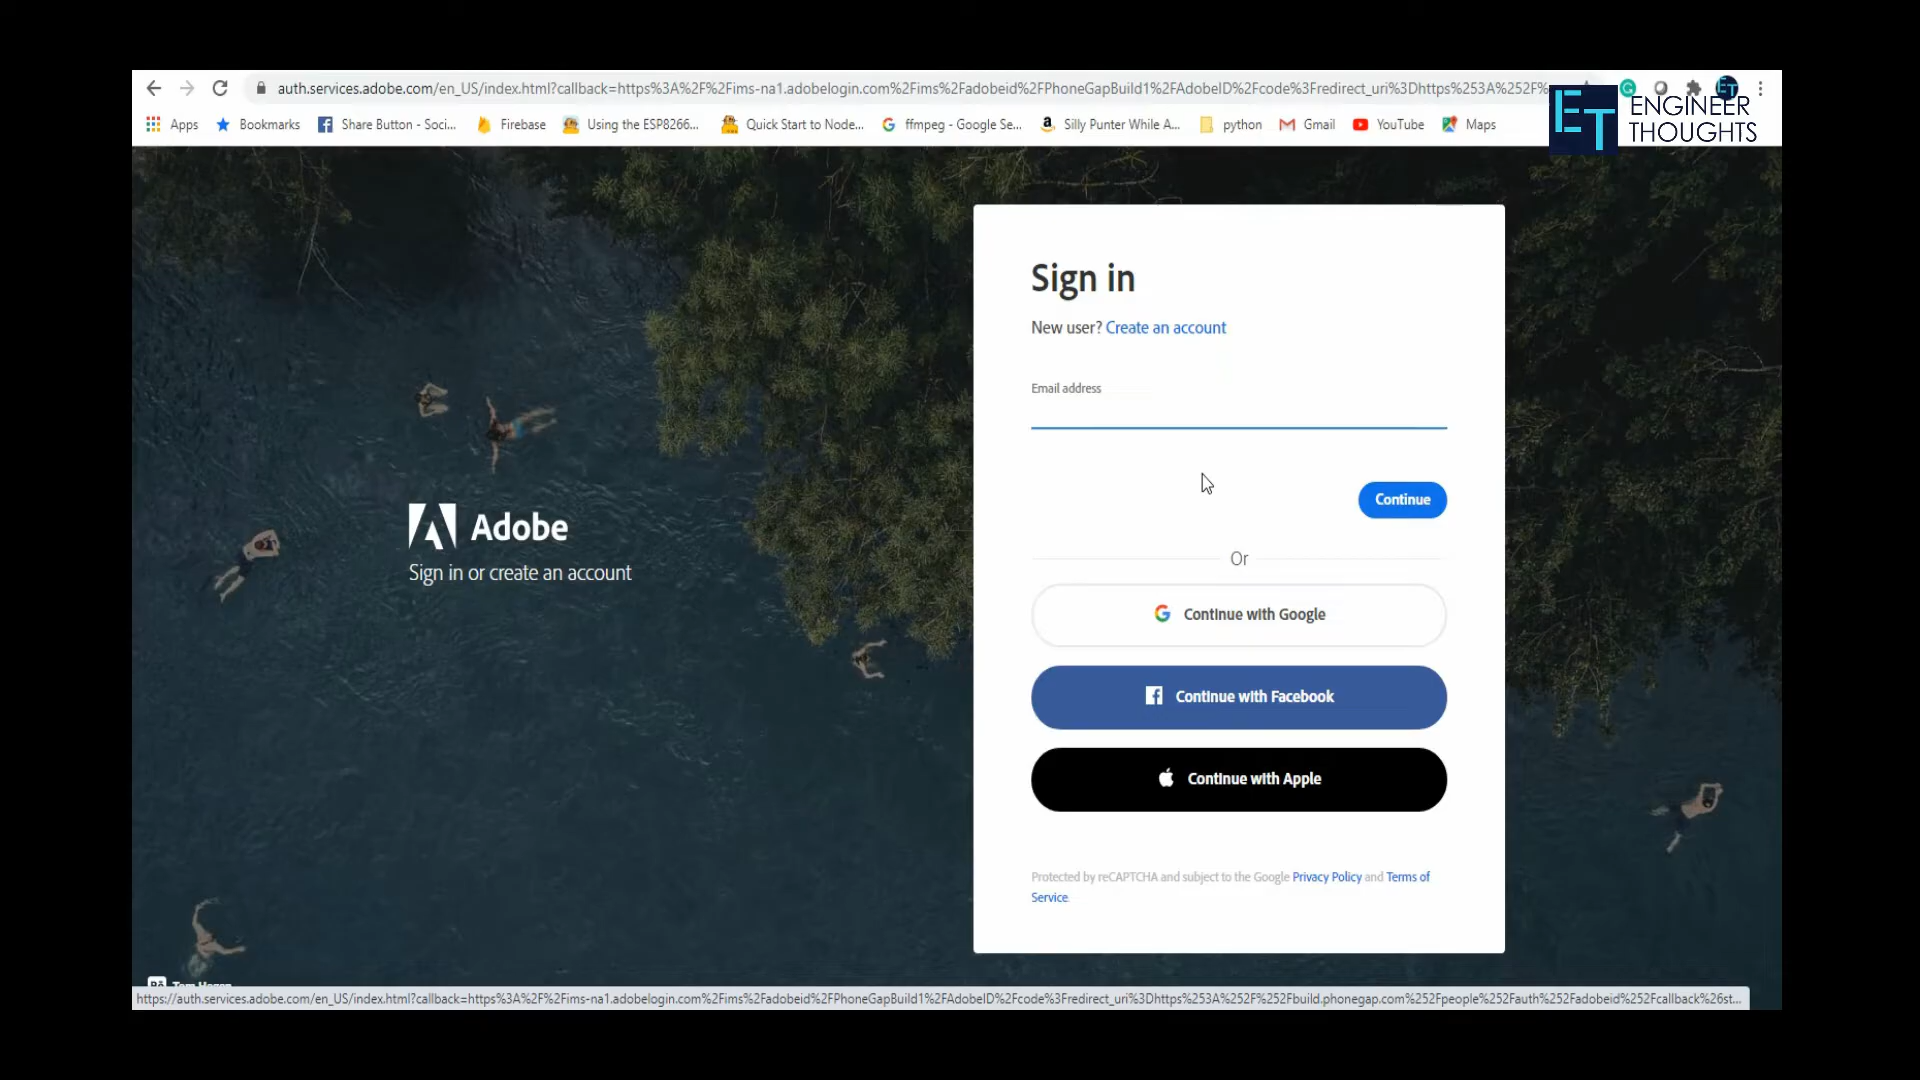 auth.services.adobe.com/en_US/index.html?callback=https%3A%2F%2Fims-na1.adobelogin.com%2Fims%2Fadobeid%2FPhoneGapBuild1%2FAdobeID%2Fcode%3Fredirect_uri%3Dhttps%253A%252F%
ET ENGINEER
THOUGHTS
Apps Bookmarks Share Button - Soci... Firebase Using the ESP8266... Quick Start to Node... ffmpeg - Google Se... Silly Punter While A... python Gmail YouTube Maps
Sign in
New user? Create an account
Email address
Continue
Adobe
Sign in or create an account
Or
Continue with Google
Continue with Facebook
Continue with Apple
Protected by reCAPTCHA and subject to the Google Privacy Policy and Terms of
Service.
https://auth.services.adobe.com/en_US/index.html?callback=https%3A%2F%2Fims-na1.adobelogin.com%2Fims%2Fadobeid%2FPhoneGapBuild1%2FAdobeID%2Fcode%3Fredirect_uri%3Dhttps%253A%252F%252Fbuild.phonegap.com%252Fpeople%252Fauth%252Fadobeid%252Fcallback%26st...